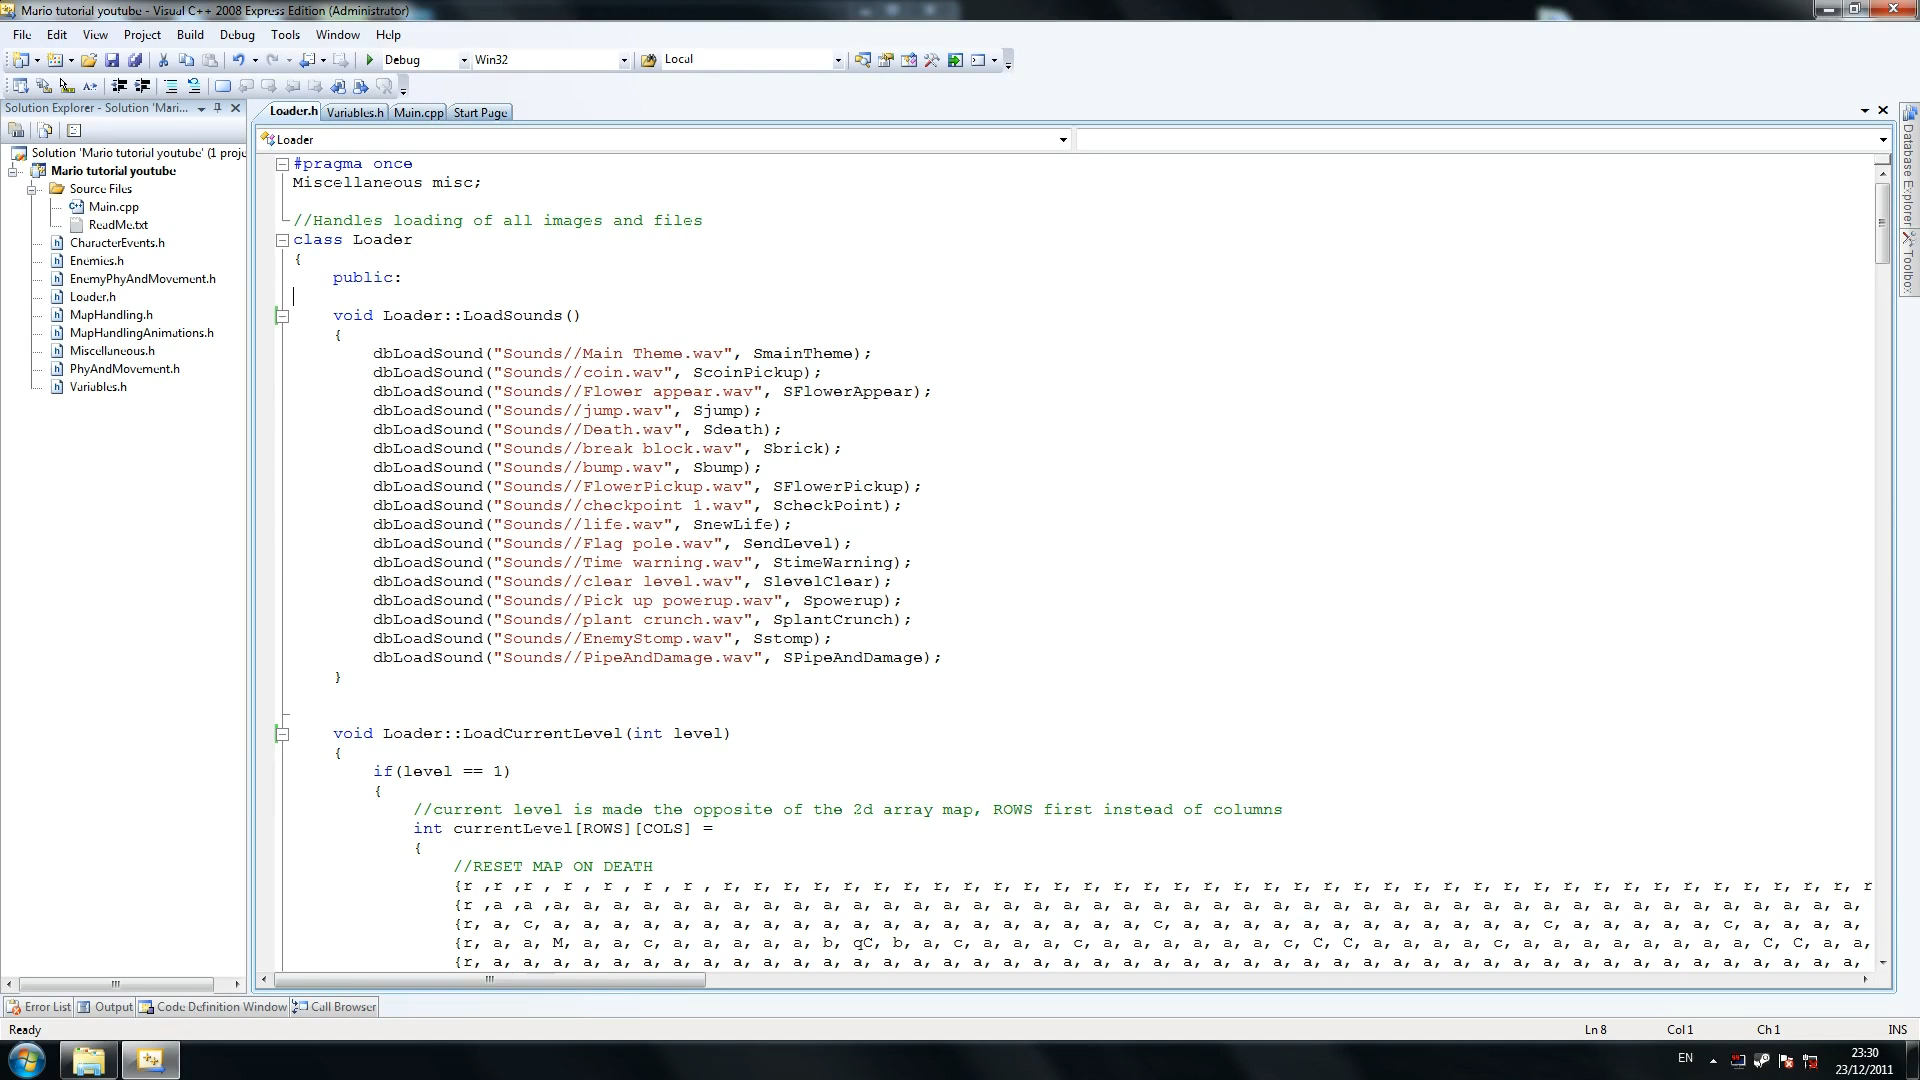 Mario tutorial youtube - Visual C++ 2008 Express Edition (Administrator)
File Edit View Project Build Debug Tools Window Help
Debug Win32 Local
Solution Explorer - Solution 'Mari...
Loader.h Variables.h Main.cpp Start Page
Loader
Solution 'Mario tutorial youtube' (1 proje
Mario tutorial youtube
Source Files
Main.cpp
ReadMe.txt
CharacterEvents.h
Enemies.h
EnemyPhyAndMovement.h
Loader.h
MapHandling.h
MapHandlingAnimations.h
Miscellaneous.h
PhyAndMovement.h
Variables.h
#pragma once
Miscellaneous misc;
//Handles loading of all images and files
class Loader
{
public:
void Loader::LoadSounds()
{
dbLoadSound("Sounds//Main Theme.wav", SmainTheme);
dbLoadSound("Sounds//coin.wav", ScoinPickup);
dbLoadSound("Sounds//Flower appear.wav", SFlowerAppear);
dbLoadSound("Sounds//jump.wav", Sjump);
dbLoadSound("Sounds//Death.wav", Sdeath);
dbLoadSound("Sounds//break block.wav", Sbrick);
dbLoadSound("Sounds//bump.wav", Sbump);
dbLoadSound("Sounds//FlowerPickup.wav", SFlowerPickup);
dbLoadSound("Sounds//checkpoint 1.wav", ScheckPoint);
dbLoadSound("Sounds//life.wav", SnewLife);
dbLoadSound("Sounds//Flag pole.wav", SendLevel);
dbLoadSound("Sounds//Time warning.wav", StimeWarning);
dbLoadSound("Sounds//clear level.wav", SlevelClear);
dbLoadSound("Sounds//Pick up powerup.wav", Spowerup);
dbLoadSound("Sounds//plant crunch.wav", SplantCrunch);
dbLoadSound("Sounds//EnemyStomp.wav", Sstomp);
dbLoadSound("Sounds//PipeAndDamage.wav", SPipeAndDamage);
}
void Loader::LoadCurrentLevel(int level)
{
if(level == 1)
{
//current level is made the opposite of the 2d array map, ROWS first instead of columns
int currentLevel[ROWS][COLS] =
{
//RESET MAP ON DEATH
{r ,r ,r , r , r , r , r , r, r, r, r, r, r, r, r, r, r, r, r, r, r, r, r, r, r, r, r, r, r, r, r, r, r, r, r, r, r, r, r, r, r, r, r, r, r, r
{r ,a ,a ,a, a, a, a, a, a, a, a, a, a, a, a, a, a, a, a, a, a, a, a, a, a, a, a, a, a, a, a, a, a, a, a, a, a, a, a, a, a, a, a, a, a, a, a,
{r, a, c, a, a, a, a, a, a, a, a, a, a, a, a, a, a, a, a, a, a, a, a, c, a, a, a, a, a, a, a, a, a, a, a, a, c, a, a, a, a, a, c, a, a, a, a,
{r, a, a, M, a, a, c, a, a, a, a, a, b, qC, b, a, c, a, a, a, c, a, a, a, a, a, a, c, C, C, a, a, a, a, c, a, a, a, a, a, a, a, a, C, C, a, a,
{r, a, a, a, a, a, a, a, a, a, a, a, a, a, a, a, a, a, a, a, a, a, a, a, a, a, a, a, a, a, a, a, a, a, a, a, a, a, a, a, a, a, a, a, a, a, a,
Database Explorer
Toolbox
Error List Output Code Definition Window Call Browser
Ready Ln 8 Col 1 Ch 1 INS
EN 23:30
23/12/2011